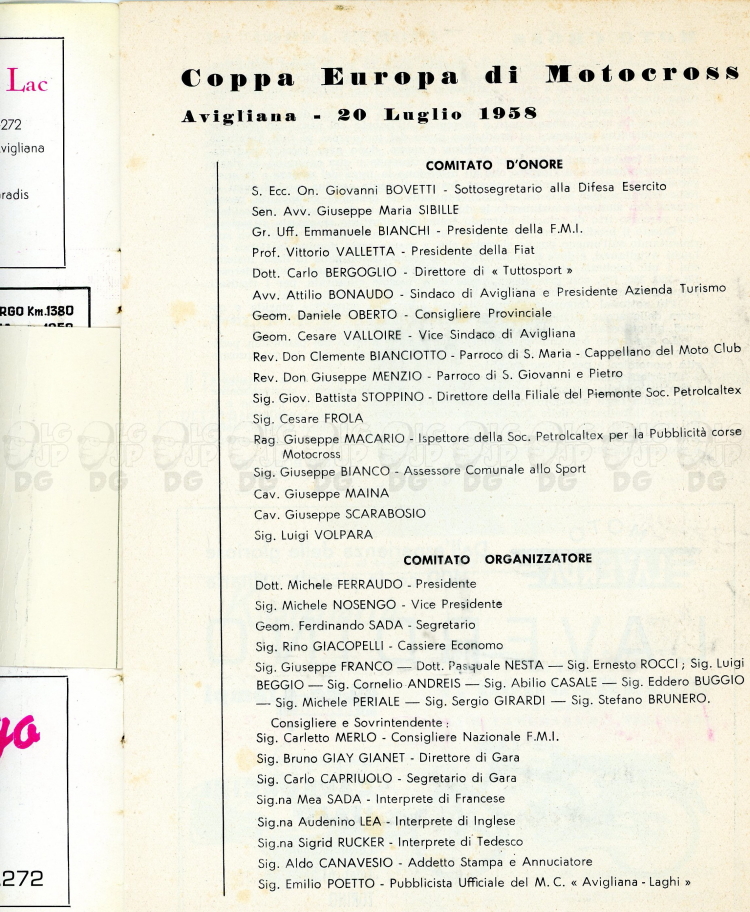 Lac
272
vigliana
radis
RGO Km.1380
go
.272
Coppa Europa di Motocross
Avigliana - 20 Luglio 1958
COMITATO D'ONORE
S. Ecc. On. Giovanni BOVETTI - Sottosegretario alla Difesa Esercito
Sen. Avv. Giuseppe Maria SIBILLE
Gr. Uff. Emmanuele BIANCHI - Presidente della F.M.I.
Prof. Vittorio VALLETTA - Presidente della Fiat
Dott. Carlo BERGOGLIO - Direttore di « Tuttosport »
Avv. Attilio BONAUDO - Sindaco di Avigliana e Presidente Azienda Turismo
Geom. Daniele OBERTO - Consigliere Provinciale
Geom. Cesare VALLOIRE - Vice Sindaco di Avigliana
Rev. Don Clemente BIANCIOTTO - Parroco di S. Maria - Cappellano del Moto Club
Rev. Don Giuseppe MENZIO - Parroco di S. Giovanni e Pietro
Sig. Giov. Battista STOPPINO - Direttore della Filiale del Piemonte Soc. Petrolcaltex
Sig. Cesare FROLA
Rag. Giuseppe MACARIO - Ispettore della Soc. Petrolcaltex per la Pubblicità corse
Motocross
Sig. Giuseppe BIANCO - Assessore Comunale allo Sport
Cav. Giuseppe MAINA
Cav. Giuseppe SCARABOSIO
Sig. Luigi VOLPARA
COMITATO ORGANIZZATORE
Dott. Michele FERRAUDO - Presidente
Sig. Michele NOSENGO - Vice Presidente
Geom. Ferdinando SADA - Segretario
Sig. Rino GIACOPELLI - Cassiere Economo
Sig. Giuseppe FRANCO — Dott. Pasquale NESTA — Sig. Ernesto ROCCI ; Sig. Luigi
BEGGIO — Sig. Cornelio ANDREIS — Sig. Abilio CASALE — Sig. Eddero BUGGIO
— Sig. Michele PERIALE — Sig. Sergio GIRARDI — Sig. Stefano BRUNERO.
Consigliere e Sovrintendente :
Sig. Carletto MERLO - Consigliere Nazionale F.M.I.
Sig. Bruno GIAY GIANET - Direttore di Gara
Sig. Carlo CAPRIUOLO - Segretario di Gara
Sig.na Mea SADA - Interprete di Francese
Sig.na Audenino LEA - Interprete di Inglese
Sig.na Sigrid RUCKER - Interprete di Tedesco
Sig. Aldo CANAVESIO - Addetto Stampa e Annuciatore
Sig. Emilio POETTO - Pubblicista Ufficiale del M. C. « Avigliana - Laghi »